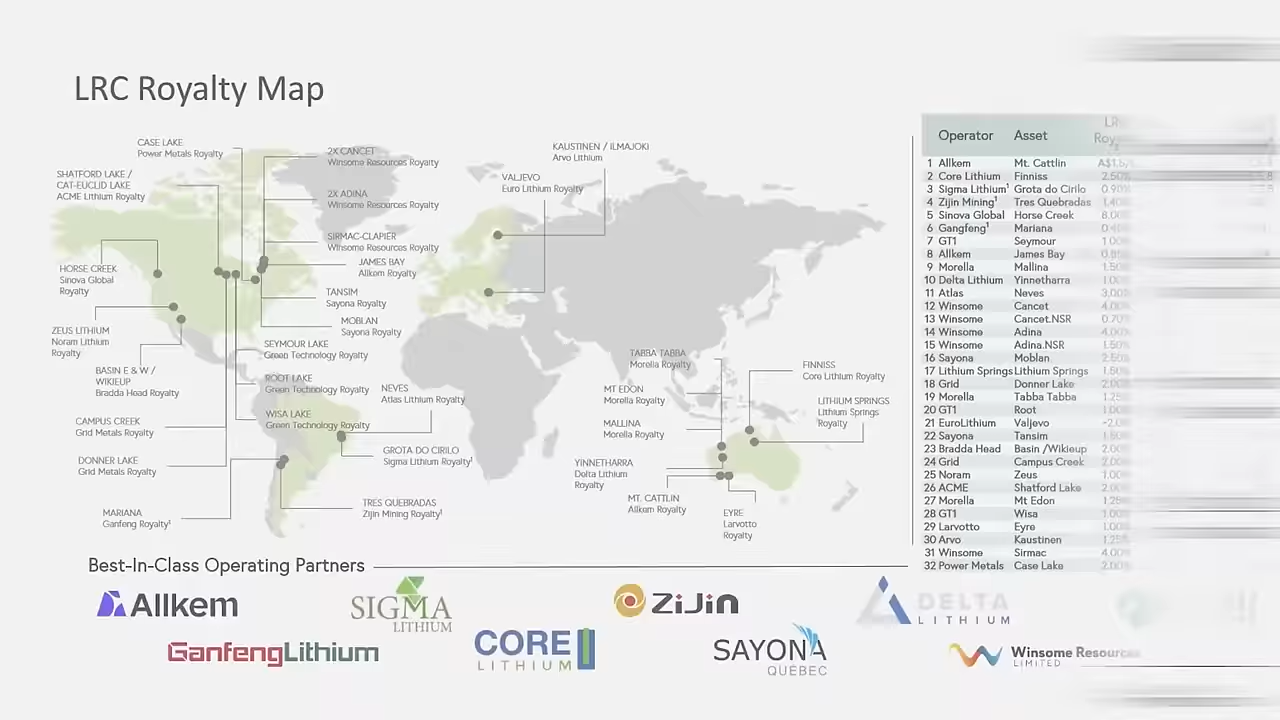 LRC Royalty Map
CASE LAKE
Power Metals Royalty
SHATFORD LAKE /
CAT-EUCLID LAKE
ACME Lithium Royalty
HORSE CREEK
Sinova Global
Royalty
ZEUS LITHIUM
Noram Lithium
Royalty
BASIN E & W /
WIKIEUP
Bradda Head Royalty
CAMPUS CREEK
Grid Metals Royalty
DONNER LAKE
Grid Metals Royalty
MARIANA
Ganfeng Royalty¹
2X CANCET
Winsome Resources Royalty
2X ADINA
Winsome Resources Royalty
SIRMAC-CLAPIER
Winsome Resources Royalty
JAMES BAY
Allkem Royalty
TANSIM
Sayona Royalty
MOBLAN
Sayona Royalty
SEYMOUR LAKE
Green Technology Royalty
ROOT LAKE
Green Technology Royalty
WISA LAKE
Green Technology Royalty
NEVES
Atlas Lithium Royalty
GROTA DO CIRILO
Sigma Lithium Royalty¹
TRES QUEBRADAS
Zijin Mining Royalty¹
KAUSTINEN / ILMAJOKI
Arvo Lithium
VALJEVO
Euro Lithium Royalty
TABBA TABBA
Morella Royalty
MT EDON
Morella Royalty
MALLINA
Morella Royalty
YINNETHARRA
Delta Lithium
Royalty
MT. CATTLIN
Allkem Royalty
EYRE
Larvotto
Royalty
FINNISS
Core Lithium Royalty
LITHIUM SPRINGS
Lithium Springs
Royalty
Operator Asset
1 Allkem Mt. Cattlin
2 Core Lithium Finniss 2.50%
3 Sigma Lithium¹ Grota do Cirilo 0.90%
4 Zijin Mining¹ Tres Quebradas
5 Sinova Global Horse Creek
6 Gangfeng¹ Mariana
7 GT1 Seymour
8 Allkem James Bay
9 Morella Mallina
10 Delta Lithium Yinnetharra
11 Atlas Neves
12 Winsome Cancet
13 Winsome Cancet.NSR
14 Winsome Adina
15 Winsome Adina.NSR
16 Sayona Moblan
17 Lithium Springs Lithium Springs
18 Grid Donner Lake
19 Morella Tabba Tabba
20 GT1 Root
21 EuroLithium Valjevo
22 Sayona Tansim
23 Bradda Head Basin /Wikieup
24 Grid Campus Creek
25 Noram Zeus
26 ACME Shatford Lake
27 Morella Mt Edon
28 GT1 Wisa
29 Larvotto Eyre
30 Arvo Kaustinen
31 Winsome Sirmac
32 Power Metals Case Lake
Best-In-Class Operating Partners
Allkem
SIGMA
LITHIUM
ZiJin
DELTA
LITHIUM
GanfengLithium
CORE
LITHIUM
SAYONA
QUÉBEC
Winsome Resources
LIMITED